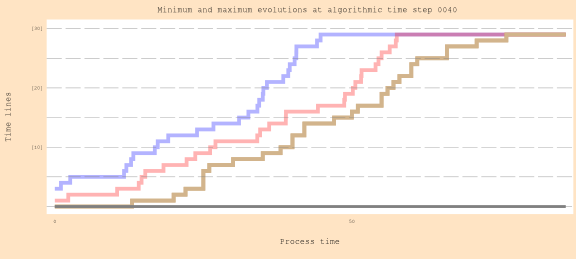 Minimum and maximum evolutions at algorithmic time step 0040
[30]
[20]
[10]
Time lines
0
50
Process time